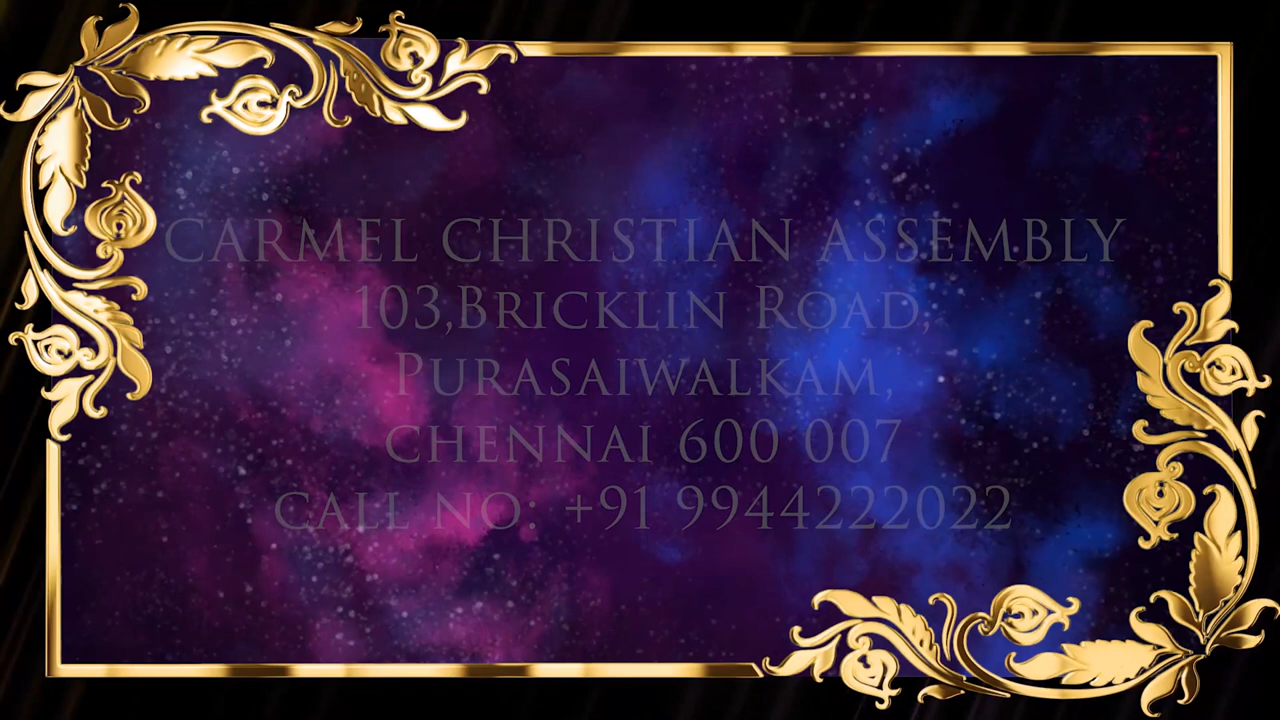 CARMEL CHRISTIAN ASSEMBLY
103,Bricklin Road,
Purasaiwalkam,
chennai 600 007
call no: +91 9944222022